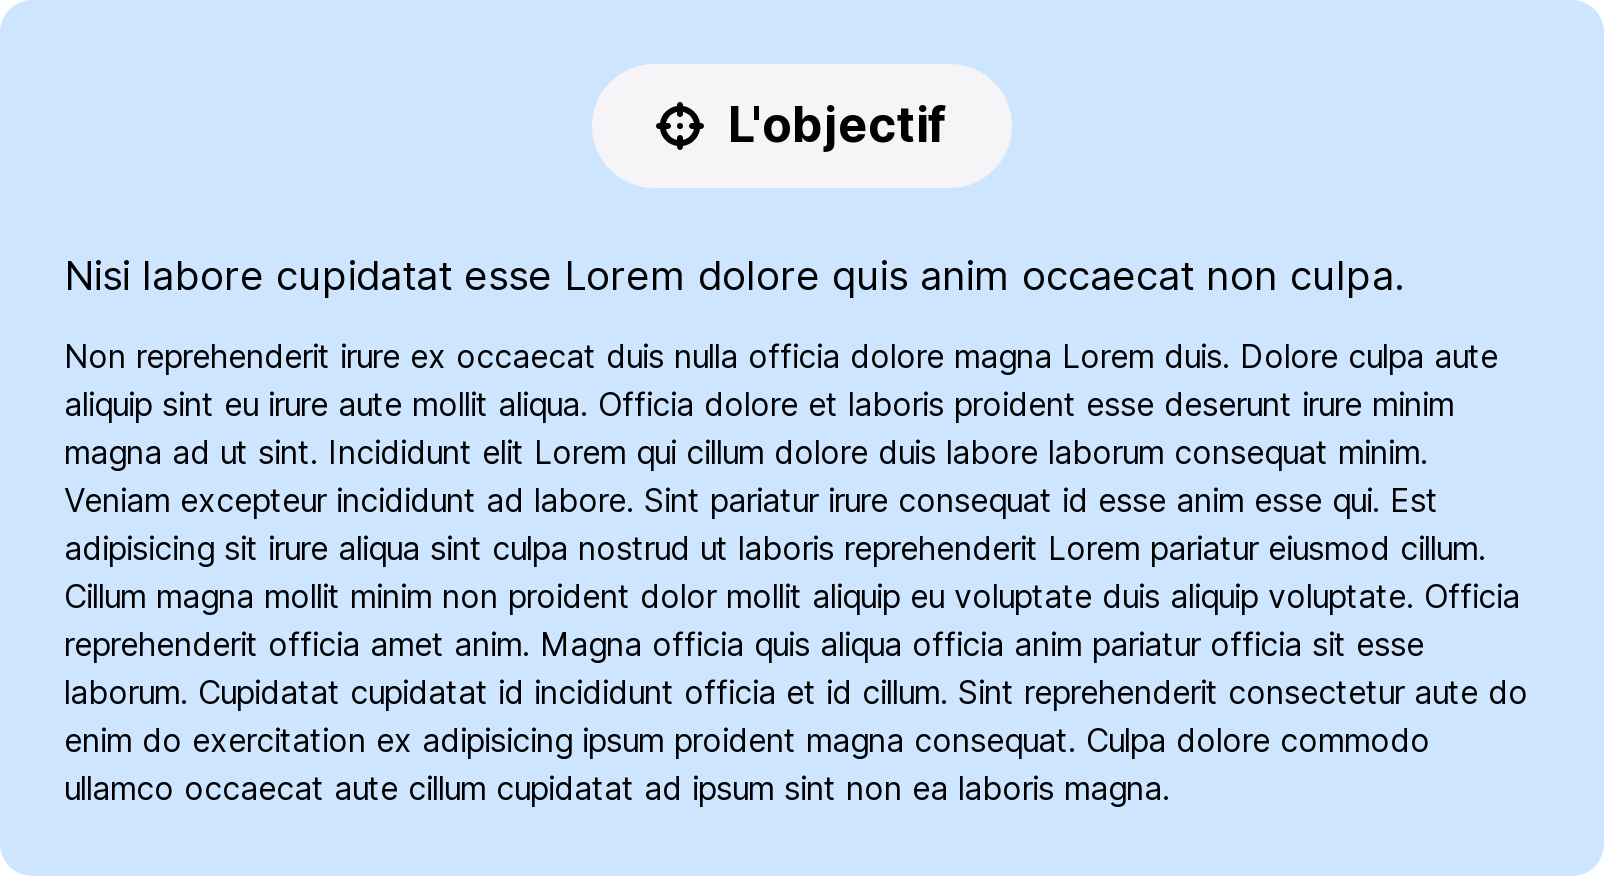 L'objectif
Nisi labore cupidatat esse Lorem dolore quis anim occaecat non culpa.
Non reprehenderit irure ex occaecat duis nulla officia dolore magna Lorem duis. Dolore culpa aute
aliquip sint eu irure aute mollit aliqua. Officia dolore et laboris proident esse deserunt irure minim
magna ad ut sint. Incididunt elit Lorem qui cillum dolore duis labore laborum consequat minim.
Veniam excepteur incididunt ad labore. Sint pariatur irure consequat id esse anim esse qui. Est
adipisicing sit irure aliqua sint culpa nostrud ut laboris reprehenderit Lorem pariatur eiusmod cillum.
Cillum magna mollit minim non proident dolor mollit aliquip eu voluptate duis aliquip voluptate. Officia
reprehenderit officia amet anim. Magna officia quis aliqua officia anim pariatur officia sit esse
laborum. Cupidatat cupidatat id incididunt officia et id cillum. Sint reprehenderit consectetur aute do
enim do exercitation ex adipisicing ipsum proident magna consequat. Culpa dolore commodo
ullamco occaecat aute cillum cupidatat ad ipsum sint non ea laboris magna.